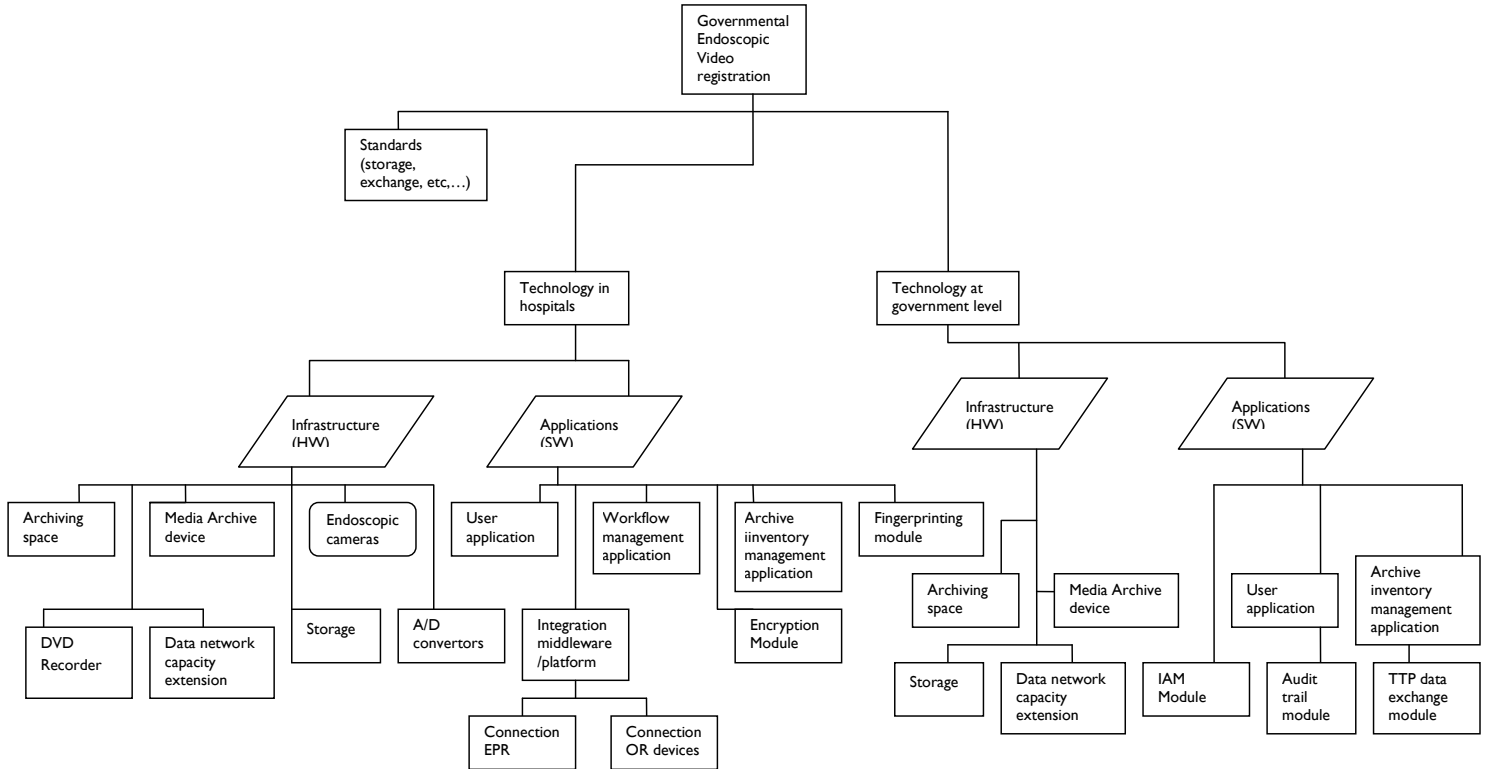 Governmental
Endoscopic
Video
registration
Standards
(storage,
exchange, etc,...)
Technology in
hospitals
Technology at
government level
Infrastructure
(HW)
Applications
(SW)
Infrastructure
(HW)
Applications
(SW)
Archiving
space
Media Archive
device
Endoscopic
cameras
User
application
Workflow
management
application
Archive
iinventory
management
application
Fingerprinting
module
Archiving
space
Media Archive
device
User
application
Archive
inventory
management
application
DVD
Recorder
Data network
capacity
extension
Storage
A/D
convertors
Integration
middleware
/platform
Encryption
Module
Storage
Data network
capacity
extension
IAM
Module
Audit
trail
module
TTP data
exchange
module
Connection
EPR
Connection
OR devices